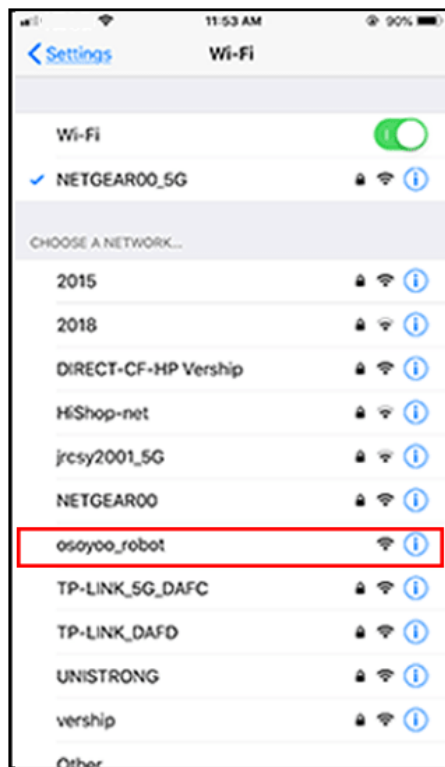 11:53 AM 90%
Settings Wi-Fi
Wi-Fi
NETGEAR00_5G
CHOOSE A NETWORK...
2015
2018
DIRECT-CF-HP Vership
HiShop-net
jrcsy2001_5G
NETGEAR00
osoyoo_robot
TP-LINK_5G_DAFC
TP-LINK_DAFD
UNISTRONG
vership
Other